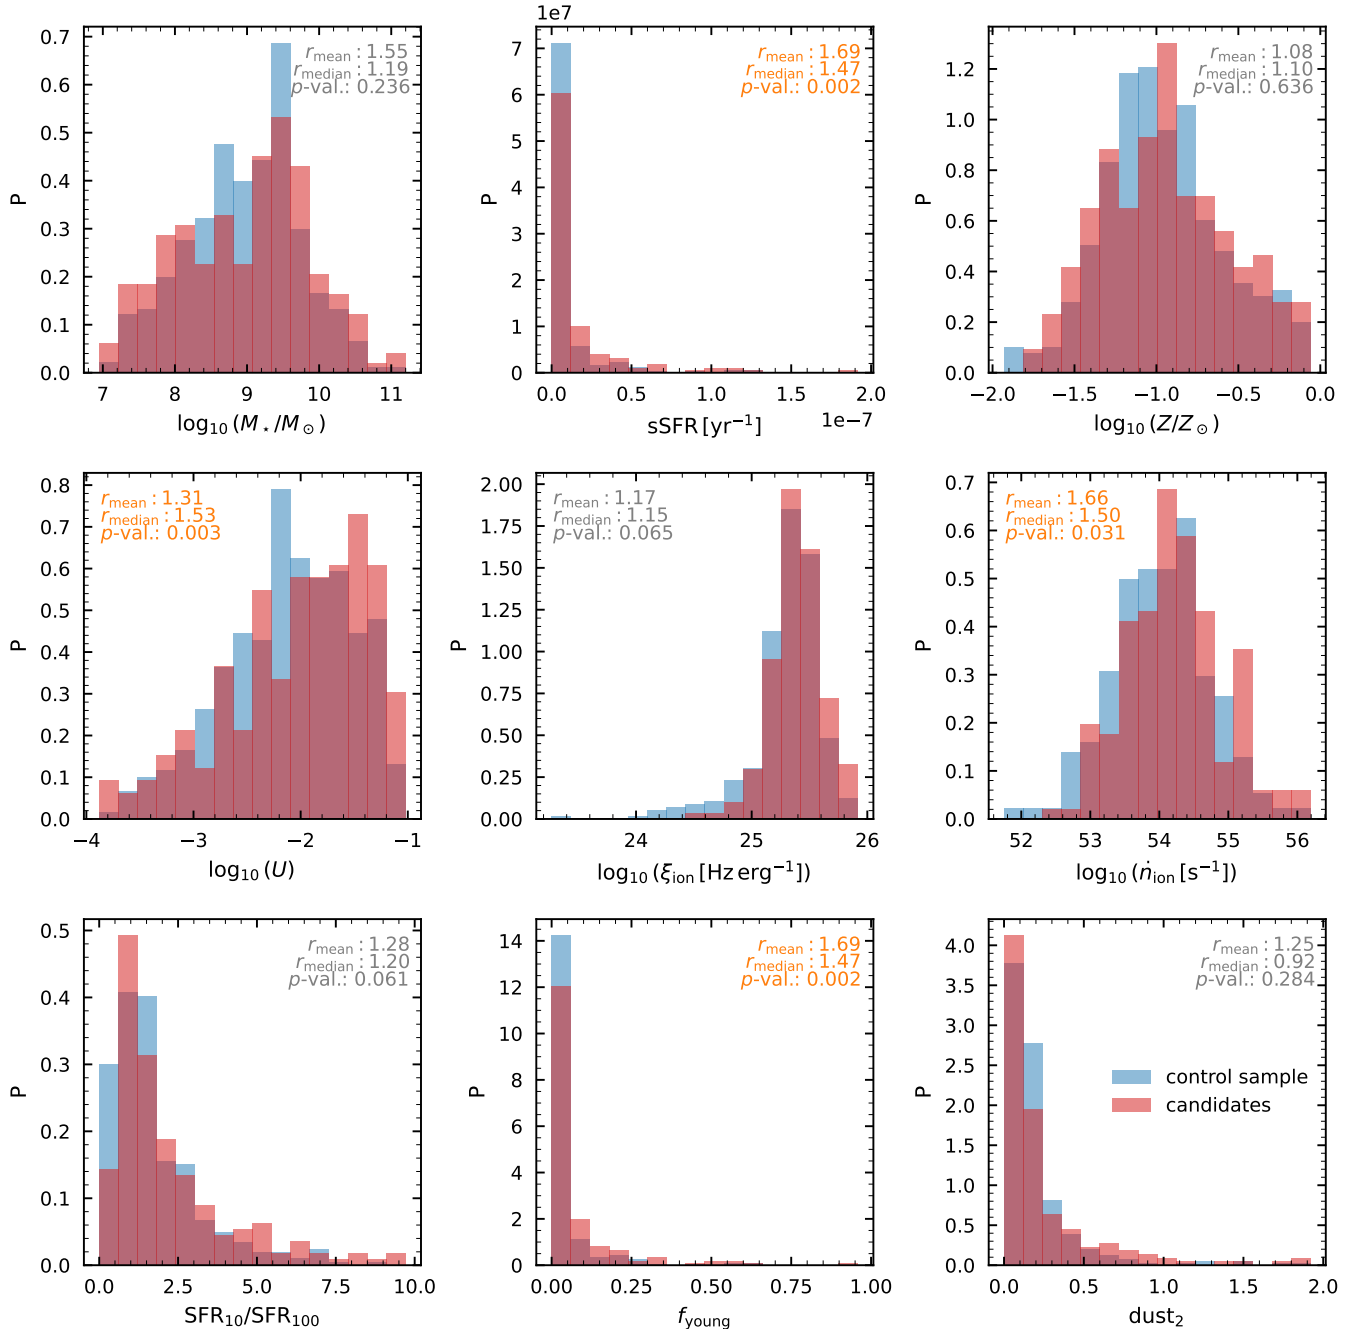 r_mean : 1.55
r_median : 1.19
p-val.: 0.236
P
0.0
0.1
0.2
0.3
0.4
0.5
0.6
0.7
7 8 9 10 11
log₁₀ (M⋆/M⊙)
1e7
r_mean : 1.69
r_median : 1.47
p-val.: 0.002
P
0
1
2
3
4
5
6
7
0.0 0.5 1.0 1.5 2.0
1e−7
sSFR [yr⁻¹]
r_mean : 1.08
r_median : 1.10
p-val.: 0.636
P
0.0
0.2
0.4
0.6
0.8
1.0
1.2
−2.0 −1.5 −1.0 −0.5 0.0
log₁₀ (Z/Z⊙)
r_mean : 1.31
r_median : 1.53
p-val.: 0.003
P
0.0
0.1
0.2
0.3
0.4
0.5
0.6
0.7
0.8
−4 −3 −2 −1
log₁₀ (U)
r_mean : 1.17
r_median : 1.15
p-val.: 0.065
P
0.00
0.25
0.50
0.75
1.00
1.25
1.50
1.75
2.00
24 25 26
log₁₀ (ξ_ion [Hz erg⁻¹])
r_mean : 1.66
r_median : 1.50
p-val.: 0.031
P
0.0
0.1
0.2
0.3
0.4
0.5
0.6
0.7
52 53 54 55 56
log₁₀ (ṅ_ion [s⁻¹])
r_mean : 1.28
r_median : 1.20
p-val.: 0.061
P
0.0
0.1
0.2
0.3
0.4
0.5
0.0 2.5 5.0 7.5 10.0
SFR₁₀/SFR₁₀₀
r_mean : 1.69
r_median : 1.47
p-val.: 0.002
P
0
2
4
6
8
10
12
14
0.00 0.25 0.50 0.75 1.00
f_young
r_mean : 1.25
r_median : 0.92
p-val.: 0.284
control sample
candidates
P
0.0
0.5
1.0
1.5
2.0
2.5
3.0
3.5
4.0
0.0 0.5 1.0 1.5 2.0
dust₂